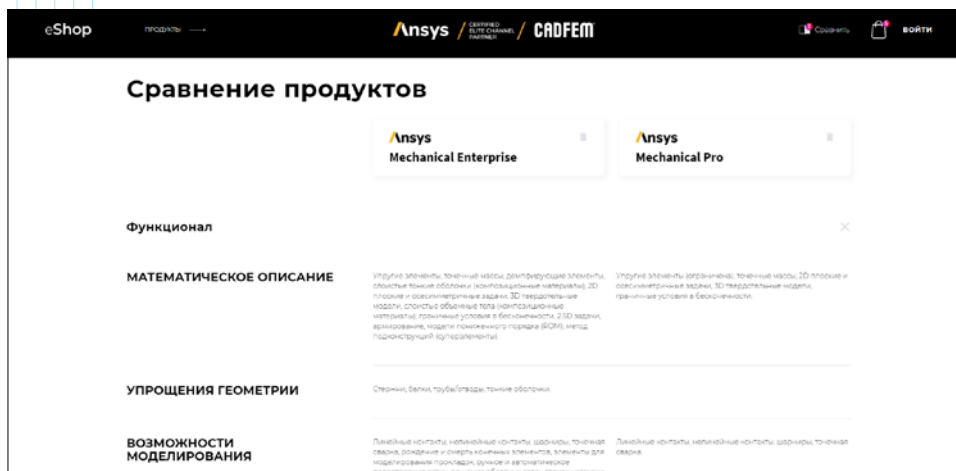 eShop
ПРОДУКТЫ
Ansys / CERTIFIED ELITE CHANNEL PARTNER / CADFEM
Сравнить
ВОЙТИ
Сравнение продуктов
Ansys
Mechanical Enterprise
Ansys
Mechanical Pro
Функционал
МАТЕМАТИЧЕСКОЕ ОПИСАНИЕ
Упругие элементы, точечные массы, демпфирующие элементы,
слоистые тонкие оболочки (композиционные материалы), 2D
плоские и осесимметричные задачи, 3D твердотельные
модели, слоистые объемные тела (композиционные
материалы), граничные условия в бесконечности, 2.5D задачи,
армирование, модели пониженного порядка (ROM), метод
подконструкций (суперэлементы).
Упругие элементы (ограничена), точечные массы, 2D плоские и
осесимметричные задачи, 3D твердотельные модели,
граничные условия в бесконечности.
УПРОЩЕНИЯ ГЕОМЕТРИИ
Стержни, балки, трубы/отводы, тонкие оболочки.
ВОЗМОЖНОСТИ
МОДЕЛИРОВАНИЯ
Линейные контакты, нелинейные контакты, шарниры, точечная
сварка, рождение и смерть конечных элементов, элементы для
моделирования прокладок, ручное и автоматическое
Линейные контакты, нелинейные контакты, шарниры, точечная
сварка.